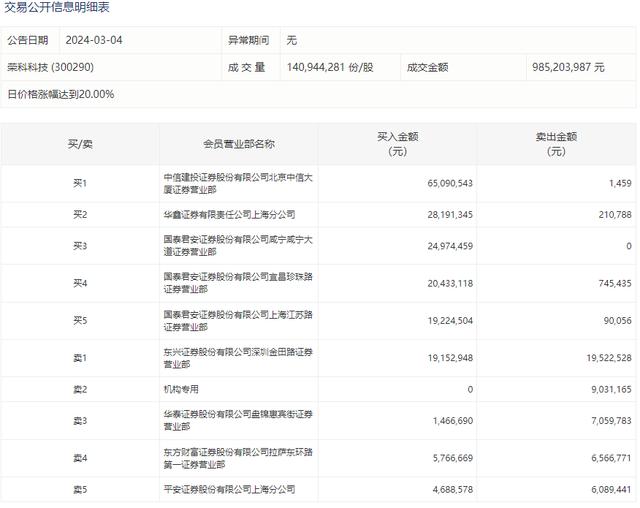 交易公开信息明细表
公告日期 2024-03-04 异常期间 无
荣科科技 (300290) 成 交 量 140,944,281 份/股 成交金额 985,203,987 元
日价格涨幅达到20.00%
买/卖 会员营业部名称 买入金额 卖出金额
（元） （元）
买1 中信建投证券股份有限公司北京中信大 65,090,543 1,459
厦证券营业部
买2 华鑫证券有限责任公司上海分公司 28,191,345 210,788
买3 国泰君安证券股份有限公司咸宁咸宁大 24,974,459 0
道证券营业部
买4 国泰君安证券股份有限公司宜昌珍珠路 20,433,118 745,435
证券营业部
买5 国泰君安证券股份有限公司上海江苏路 19,224,504 90,056
证券营业部
卖1 东兴证券股份有限公司深圳金田路证券 19,152,948 19,522,528
营业部
卖2 机构专用 0 9,031,165
卖3 华泰证券股份有限公司盘锦惠宾街证券 1,466,690 7,059,783
营业部
卖4 东方财富证券股份有限公司拉萨东环路 5,766,669 6,566,771
第一证券营业部
卖5 平安证券股份有限公司上海分公司 4,688,578 6,089,441